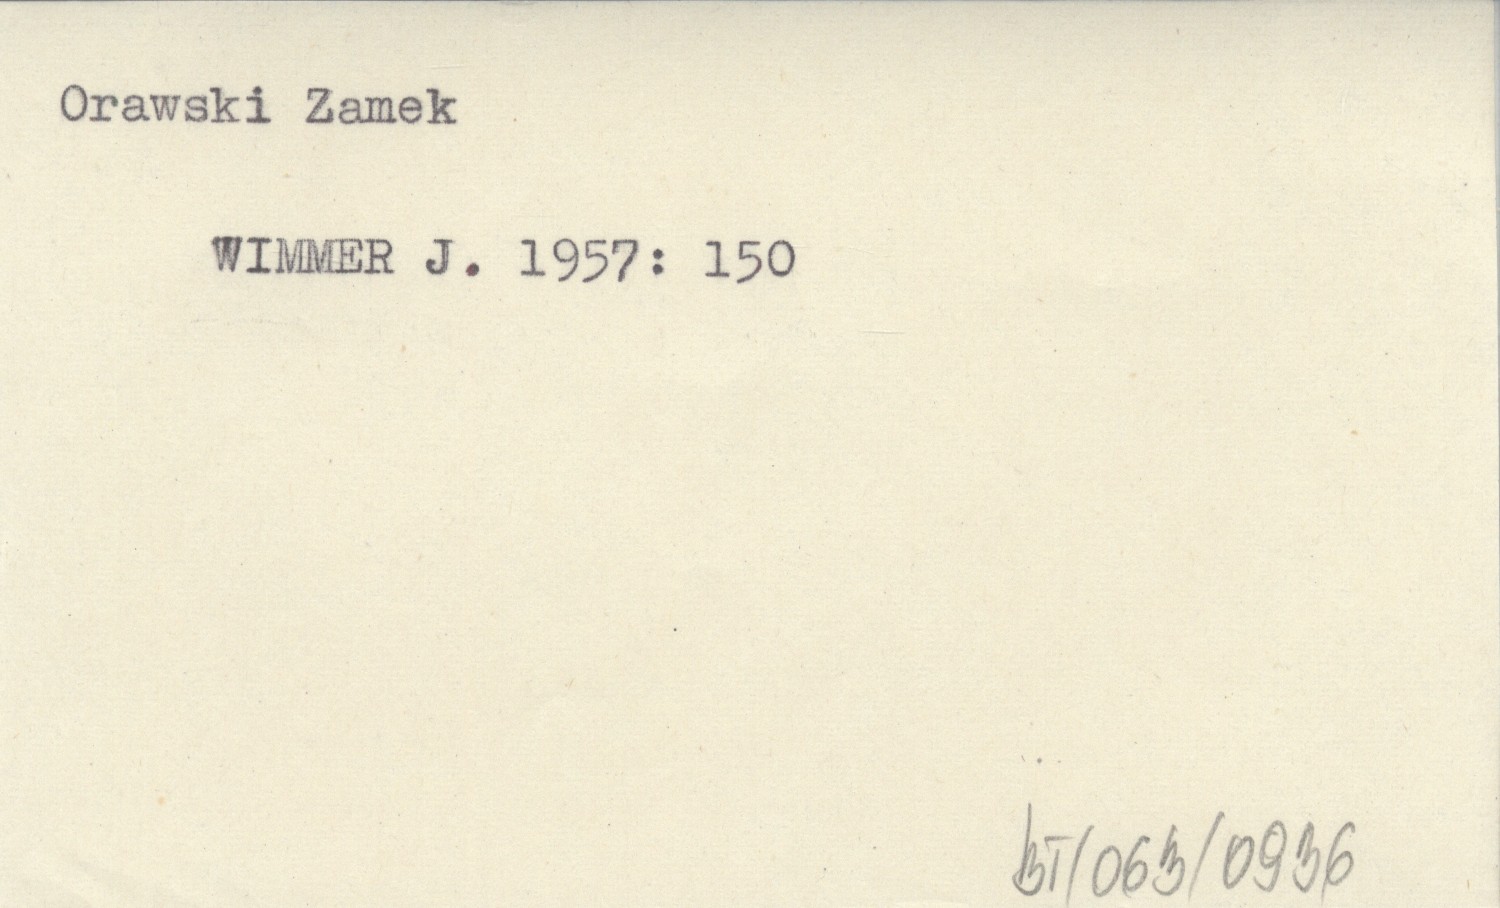 Orawski Zamek
WIMMER J. 1957: 150
BT/063/0936